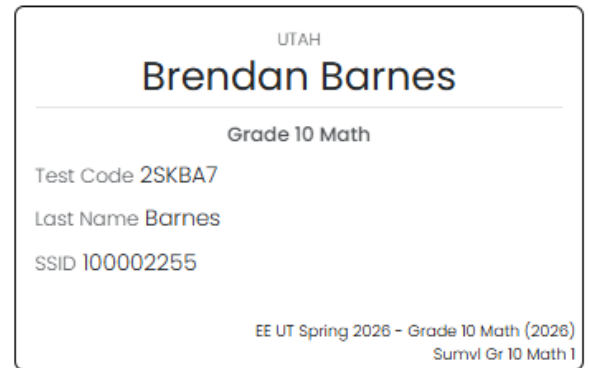 UTAH
Brendan Barnes
Grade 10 Math
Test Code 2SKBA7
Last Name Barnes
SSID 100002255
EE UT Spring 2026 - Grade 10 Math (2026)
Sumvl Gr 10 Math 1